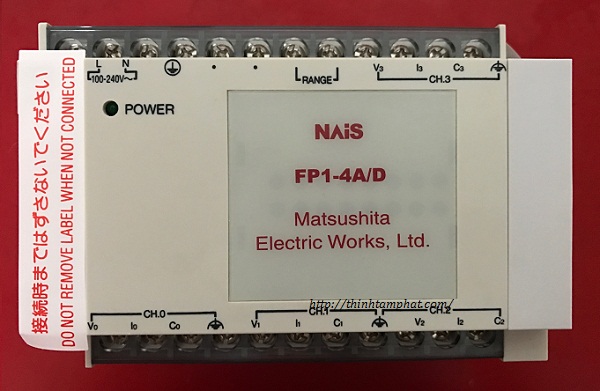 L N
100-240V~
RANGE
V3 I3 C3
CH.3
POWER
NAiS
FP1-4A/D
Matsushita
Electric Works, Ltd.
http://thinhtamphat.com/
CH.0 CH.1 CH.2
V0 I0 C0 V1 I1 C1 V2 I2 C2
接続時まではずさないでください
DO NOT REMOVE LABEL WHEN NOT CONNECTED